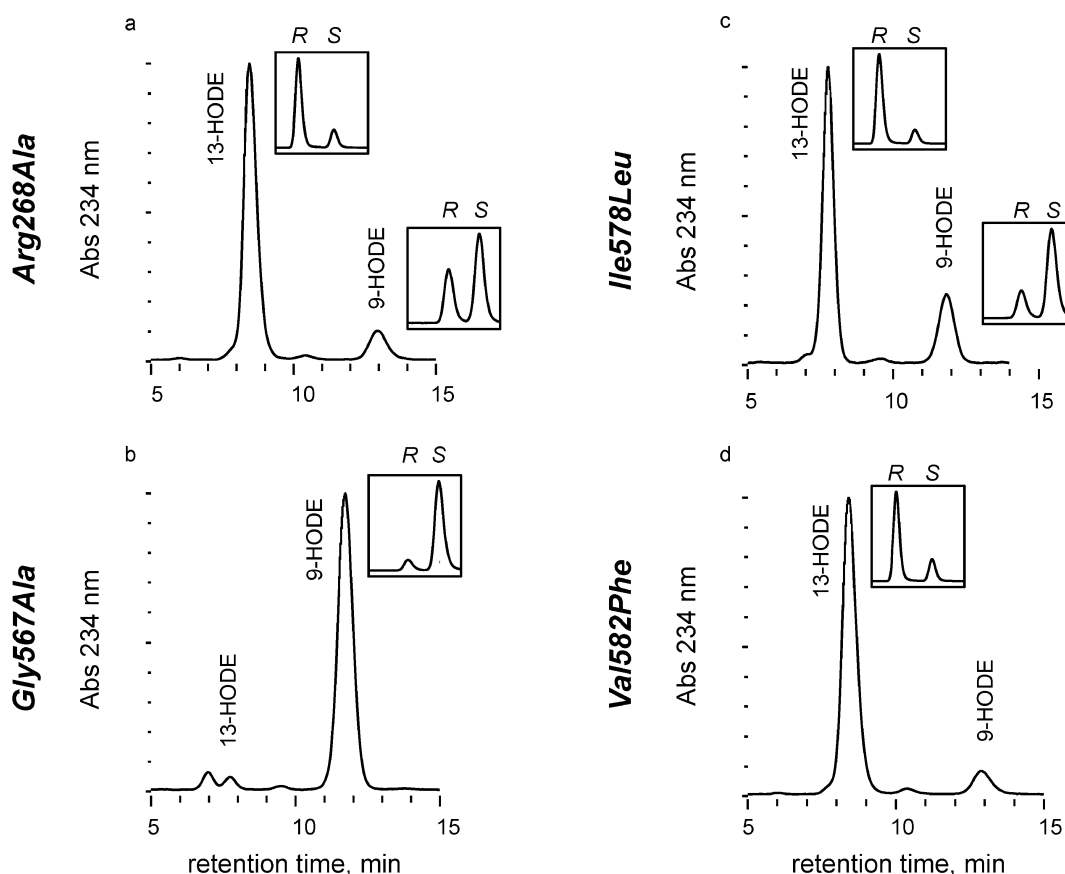 a
R S
13-HODE
R S
9-HODE
Arg268Ala
Abs 234 nm
5 10 15
c
R S
13-HODE
R S
9-HODE
Ile578Leu
Abs 234 nm
5 10 15
b
R S
9-HODE
13-HODE
Gly567Ala
Abs 234 nm
5 10 15
retention time, min
d
R S
13-HODE
9-HODE
Val582Phe
Abs 234 nm
5 10 15
retention time, min